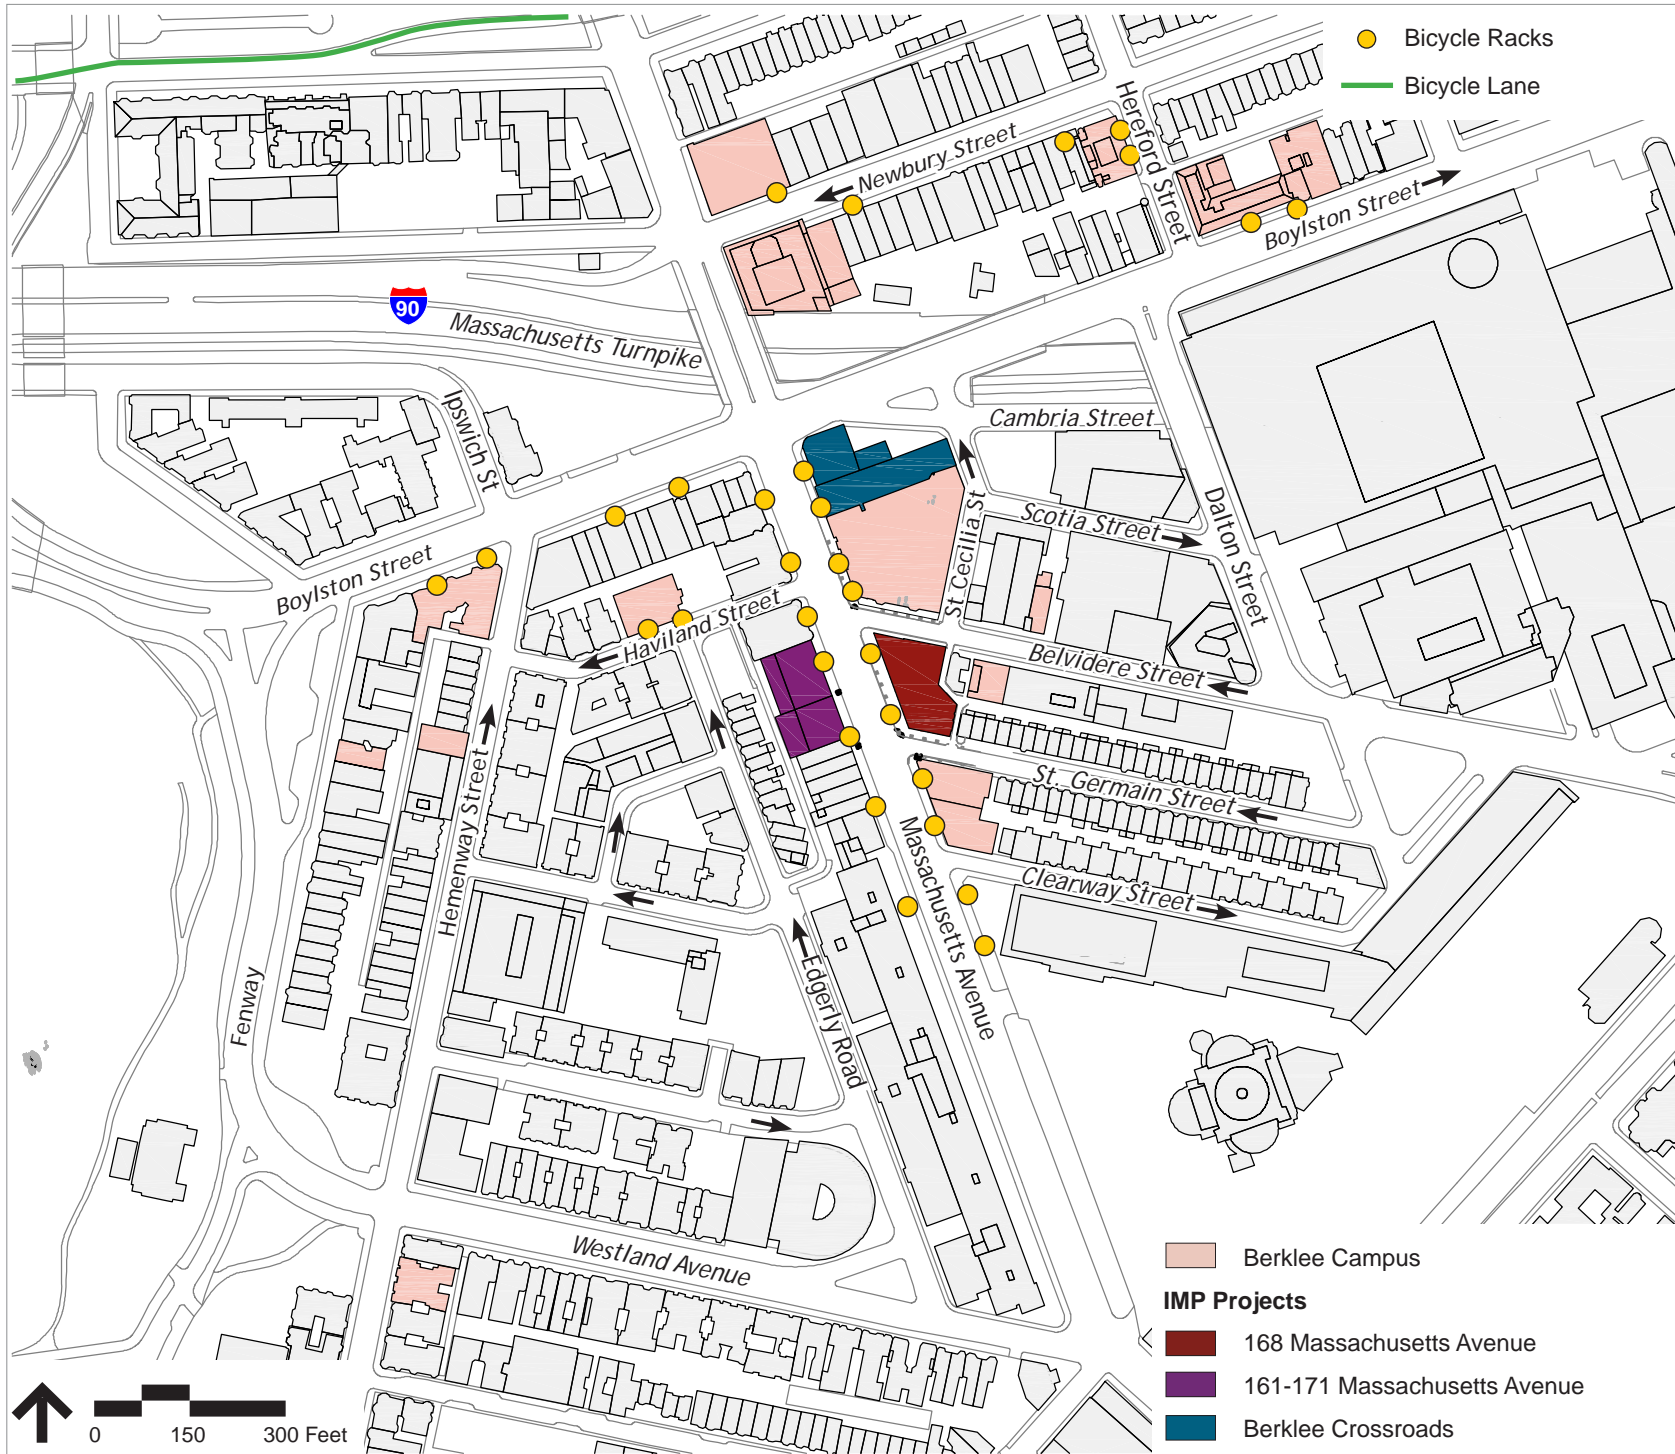 Bicycle Racks
Bicycle Lane
Hereford Street
Newbury Street
Boylston Street
90
Massachusetts Turnpike
Ipswich St
Cambria Street
Scotia Street
Dalton Street
St Cecilia St
Boylston Street
Haviland Street
Belvidere Street
St. Germain Street
Hemenway Street
Massachusetts Avenue
Clearway Street
Edgerly Road
Fenway
Westland Avenue
Berklee Campus
IMP Projects
168 Massachusetts Avenue
161-171 Massachusetts Avenue
Berklee Crossroads
0 150 300 Feet